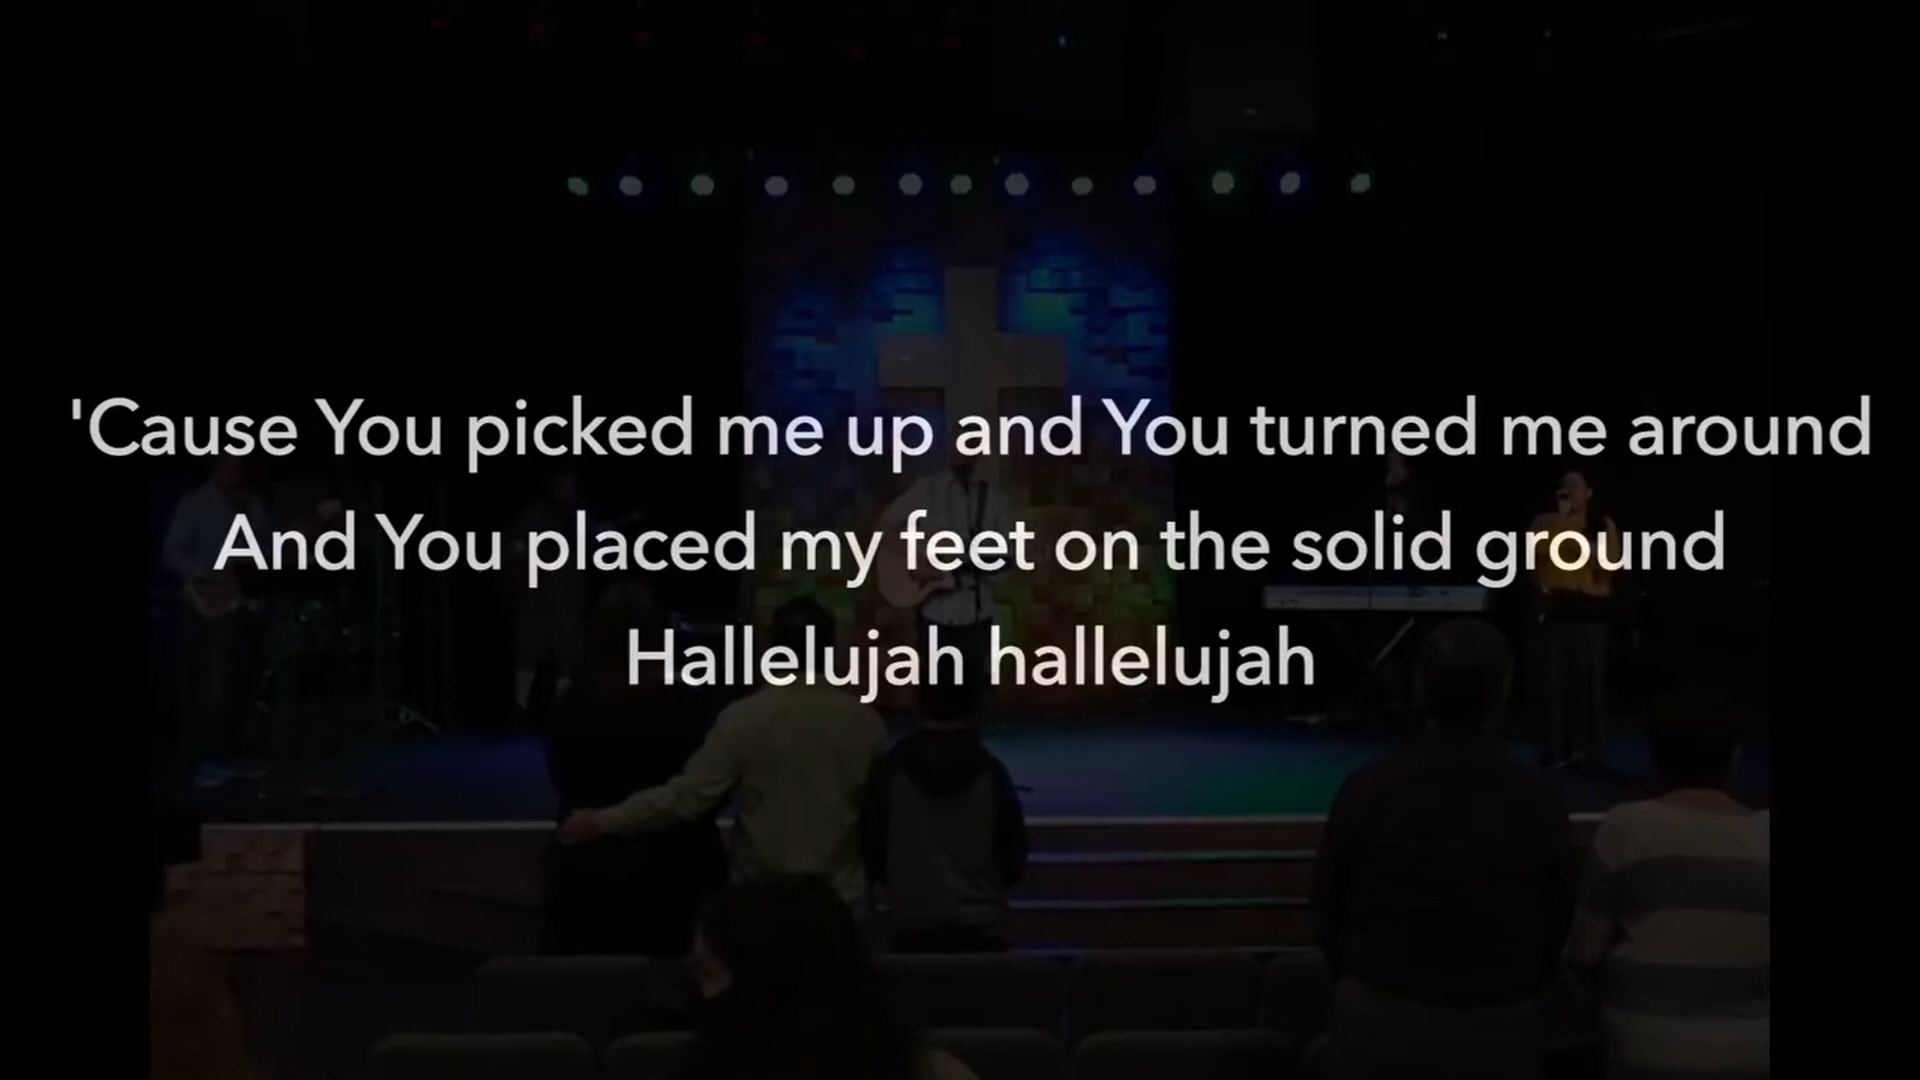 'Cause You picked me up and You turned me around
And You placed my feet on the solid ground
Hallelujah hallelujah